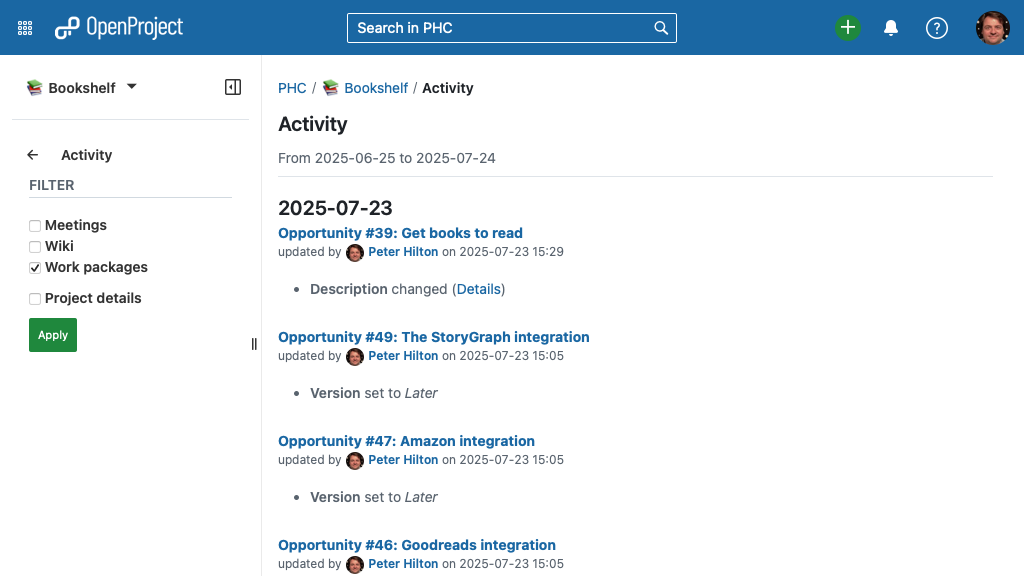 OpenProject
Search in PHC
Bookshelf
Activity
FILTER
Meetings
Wiki
Work packages
Project details
Apply
PHC / Bookshelf / Activity
Activity
From 2025-06-25 to 2025-07-24
2025-07-23
Opportunity #39: Get books to read
updated by Peter Hilton on 2025-07-23 15:29
• Description changed (Details)
Opportunity #49: The StoryGraph integration
updated by Peter Hilton on 2025-07-23 15:05
• Version set to Later
Opportunity #47: Amazon integration
updated by Peter Hilton on 2025-07-23 15:05
• Version set to Later
Opportunity #46: Goodreads integration
updated by Peter Hilton on 2025-07-23 15:05